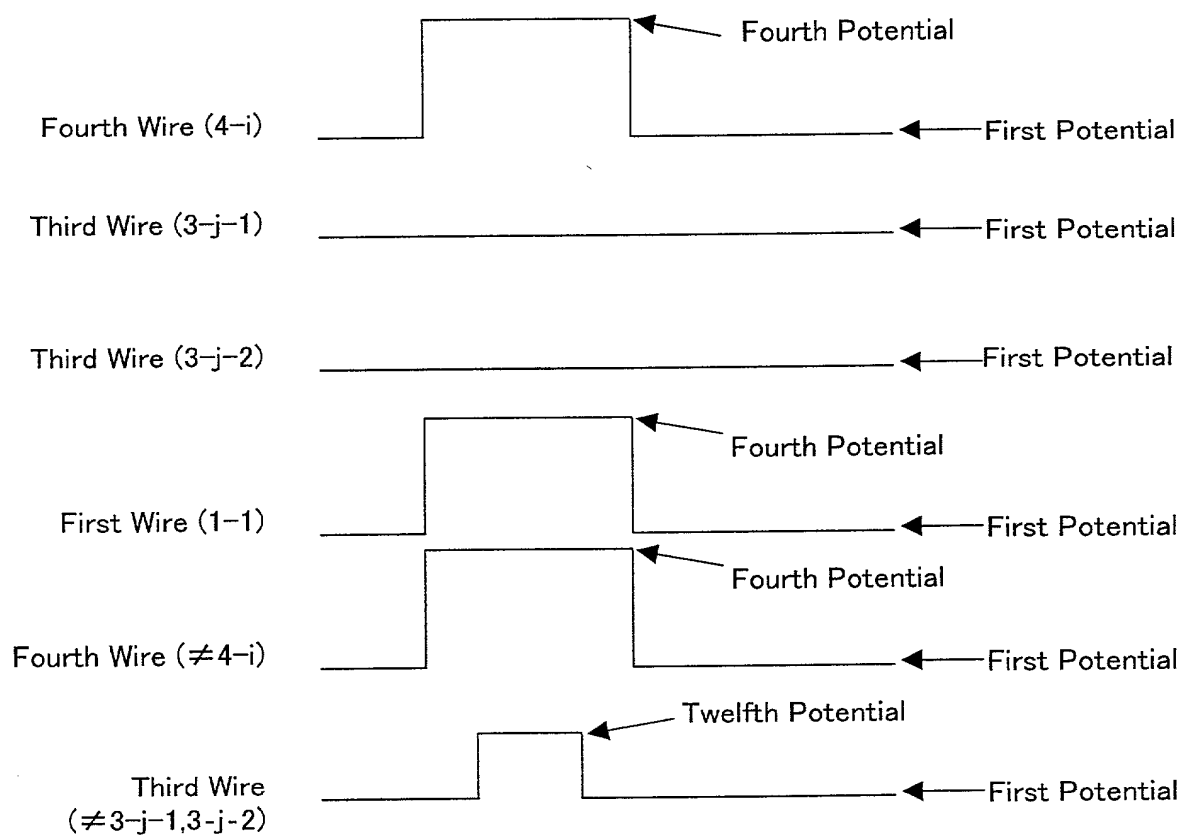 Fourth Potential
Fourth Wire (4-i)
First Potential
Third Wire (3-j-1)
First Potential
Third Wire (3-j-2)
First Potential
Fourth Potential
First Wire (1-1)
First Potential
Fourth Potential
Fourth Wire (≠4-i)
First Potential
Twelfth Potential
Third Wire
(≠3-j-1,3-j-2)
First Potential